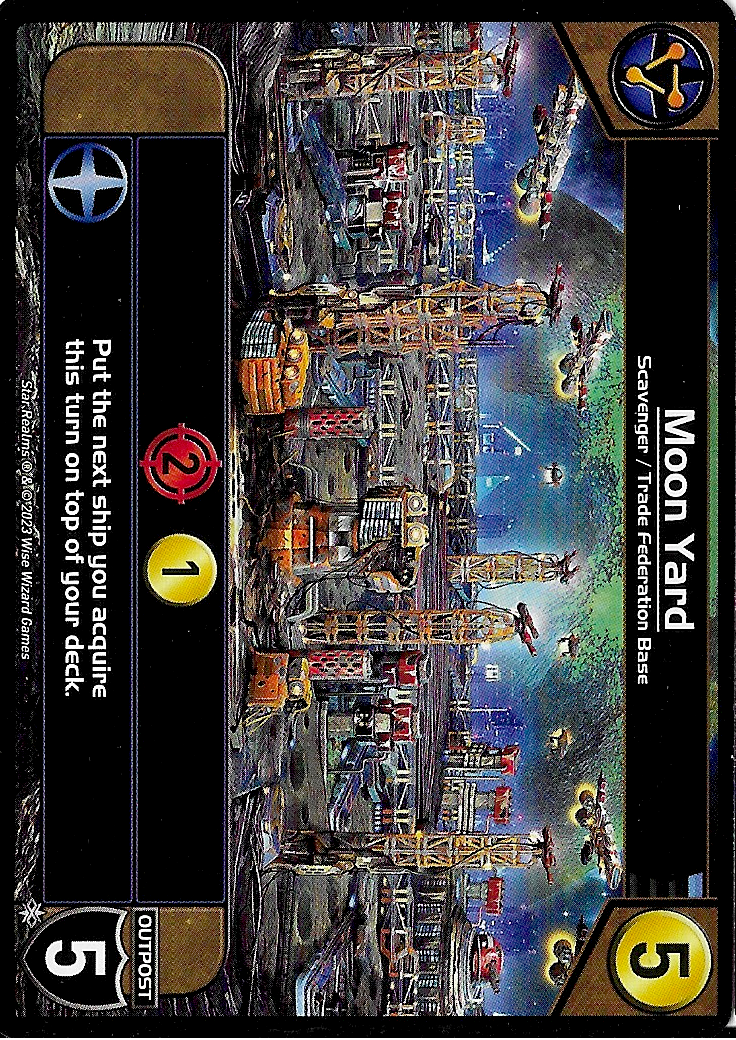 Moon Yard
Scavenger / Trade Federation Base
5
2 1
Put the next ship you acquire
this turn on top of your deck.
OUTPOST
5
Star Realms ® & © 2023 Wise Wizard Games